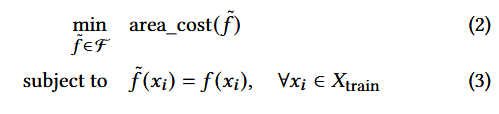 min area_cost(f̃) (2)
f̃∈ℱ
subject to f̃(xᵢ) = f(xᵢ), ∀xᵢ ∈ X_train (3)